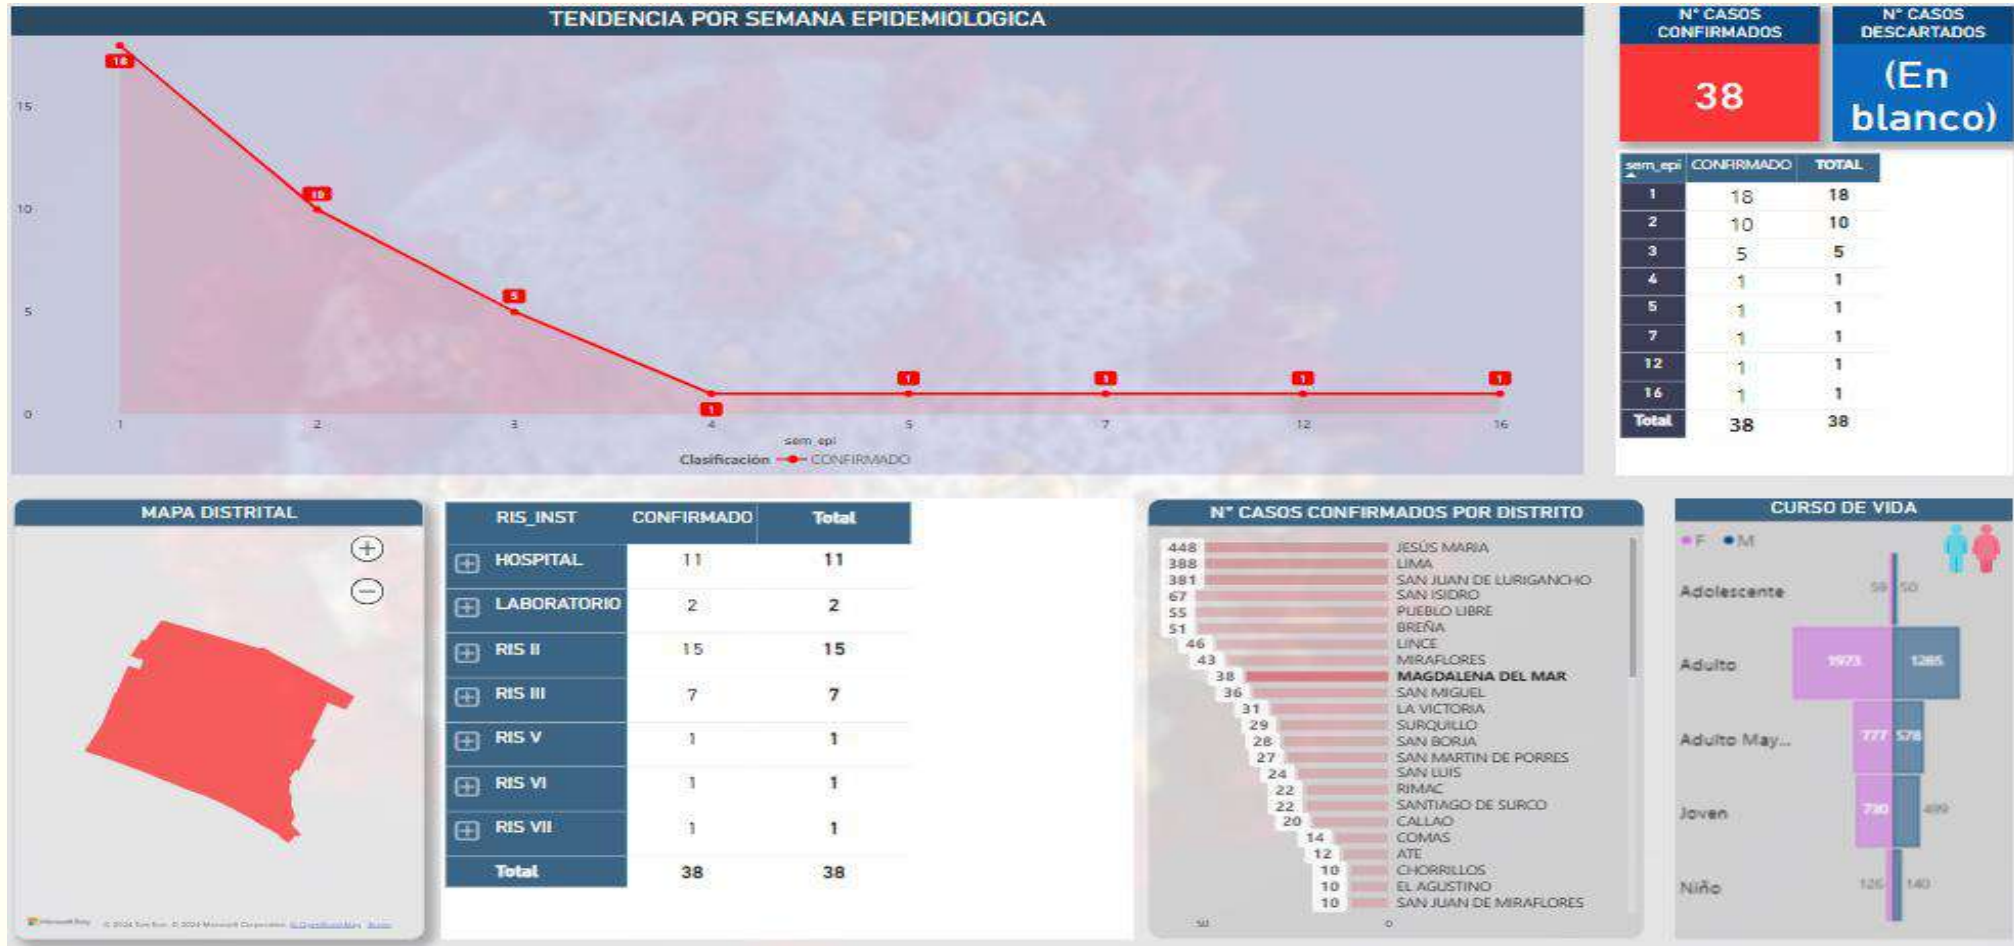 TENDENCIA POR SEMANA EPIDEMIOLOGICA
18
15
10
10
5
5
0
1
1
1
1
1
1 2 3 4 5 7 12 16
sem_epi
Clasificación CONFIRMADO
N° CASOS CONFIRMADOS
38
N° CASOS DESCARTADOS
(En blanco)
sem_epi CONFIRMADO TOTAL
1 18 18
2 10 10
3 5 5
4 1 1
5 1 1
7 1 1
12 1 1
16 1 1
Total 38 38
MAPA DISTRITAL
RIS_INST CONFIRMADO Total
HOSPITAL 11 11
LABORATORIO 2 2
RIS II 15 15
RIS III 7 7
RIS V 1 1
RIS VI 1 1
RIS VII 1 1
Total 38 38
N° CASOS CONFIRMADOS POR DISTRITO
448 JESÚS MARIA
388 LIMA
381 SAN JUAN DE LURIGANCHO
67 SAN ISIDRO
55 PUEBLO LIBRE
51 BREÑA
46 LINCE
43 MIRAFLORES
38 MAGDALENA DEL MAR
36 SAN MIGUEL
31 LA VICTORIA
29 SURQUILLO
28 SAN BORJA
27 SAN MARTIN DE PORRES
24 SAN LUIS
22 RIMAC
22 SANTIAGO DE SURCO
20 CALLAO
14 COMAS
12 ATE
10 CHORRILLOS
10 EL AGUSTINO
10 SAN JUAN DE MIRAFLORES
50 0
CURSO DE VIDA
F M
Adolescente 59 50
Adulto 1973 1285
Adulto May... 777 578
Joven 730 499
Niño 126 140